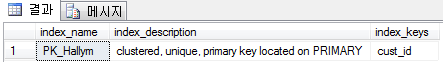 결과 메시지
index_name index_description index_keys
1 PK_Hallym clustered, unique, primary key located on PRIMARY cust_id